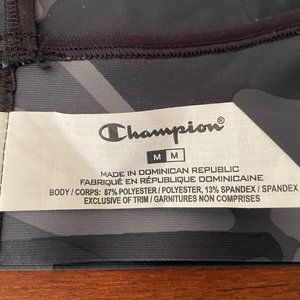 Champion®
M M
MADE IN DOMINICAN REPUBLIC
FABRIQUÉ EN RÉPUBLIQUE DOMINICAINE
BODY / CORPS: 87% POLYESTER / POLYESTER, 13% SPANDEX / SPANDEX
EXCLUSIVE OF TRIM / GARNITURES NON COMPRISES